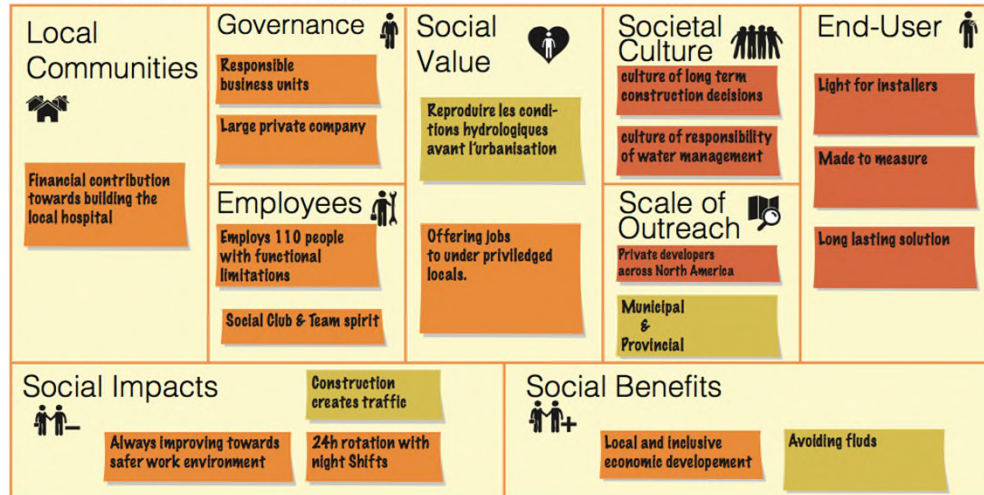 Local
Communities
Financial contribution
towards building the
local hospital
Governance
Responsible
business units
Large private company
Employees
Employs 110 people
with functional
limitations
Social Club & Team spirit
Social
Value
Reproduire les condi-
tions hydrologiques
avant l'urbanisation
Offering jobs
to under priviledged
locals.
Societal
Culture
culture of long term
construction decisions
culture of responsibility
of water management
Scale of
Outreach
Private developers
across North America
Municipal
&
Provincial
End-User
Light for installers
Made to measure
Long lasting solution
Social Impacts
Construction
creates traffic
Always improving towards
safer work environment
24h rotation with
night Shifts
Social Benefits
Local and inclusive
economic developement
Avoiding fluds